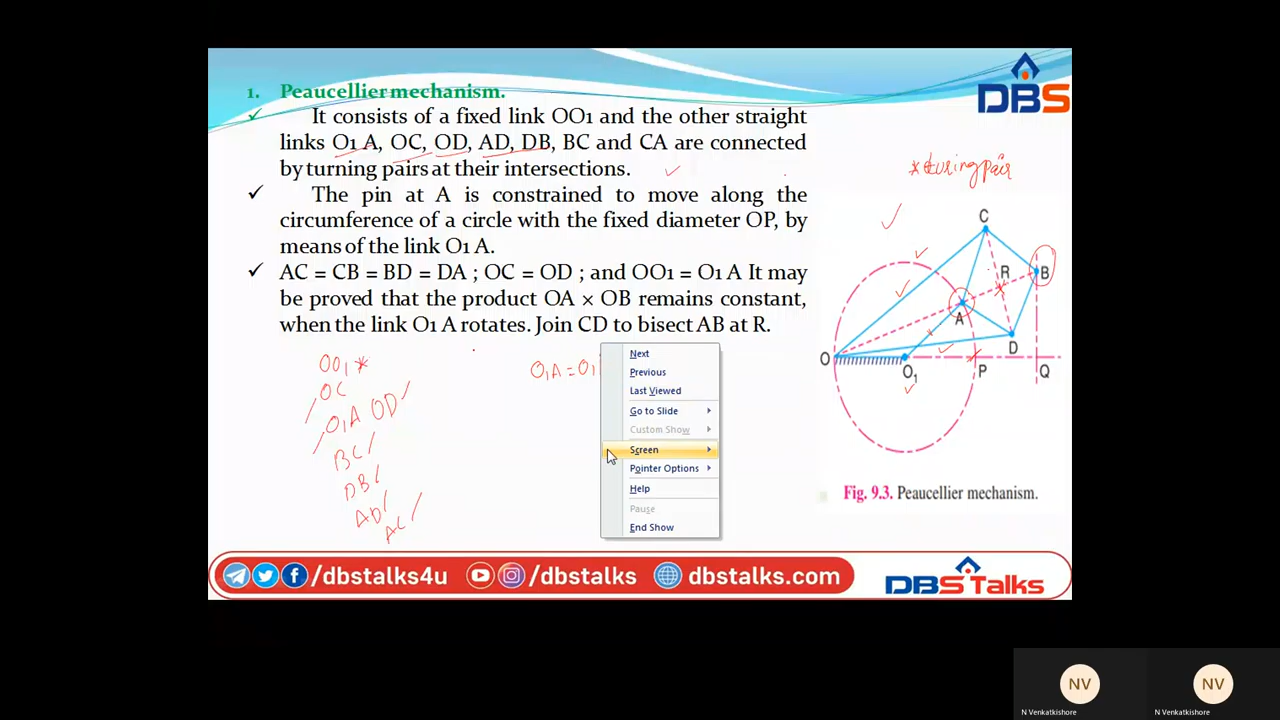 DBS
1. Peaucellier mechanism.
✓ It consists of a fixed link OO1 and the other straight
links O1 A, OC, OD, AD, DB, BC and CA are connected
by turning pairs at their intersections.
✓ The pin at A is constrained to move along the
circumference of a circle with the fixed diameter OP, by
means of the link O1 A.
✓ AC = CB = BD = DA ; OC = OD ; and OO1 = O1 A It may
be proved that the product OA × OB remains constant,
when the link O1 A rotates. Join CD to bisect AB at R.
OO1 *
OC
O1A OD
BC
DB
AD
AC
O1A = O1
Next
Previous
Last Viewed
Go to Slide
Custom Show
Screen
Pointer Options
Help
Pause
End Show
C
R
B
A
D
O
O1
P
Q
Fig. 9.3. Peaucellier mechanism.
/dbstalks4u
/dbstalks
dbstalks.com
DBS Talks
NV
NV
N Venkatkishore
N Venkatkishore